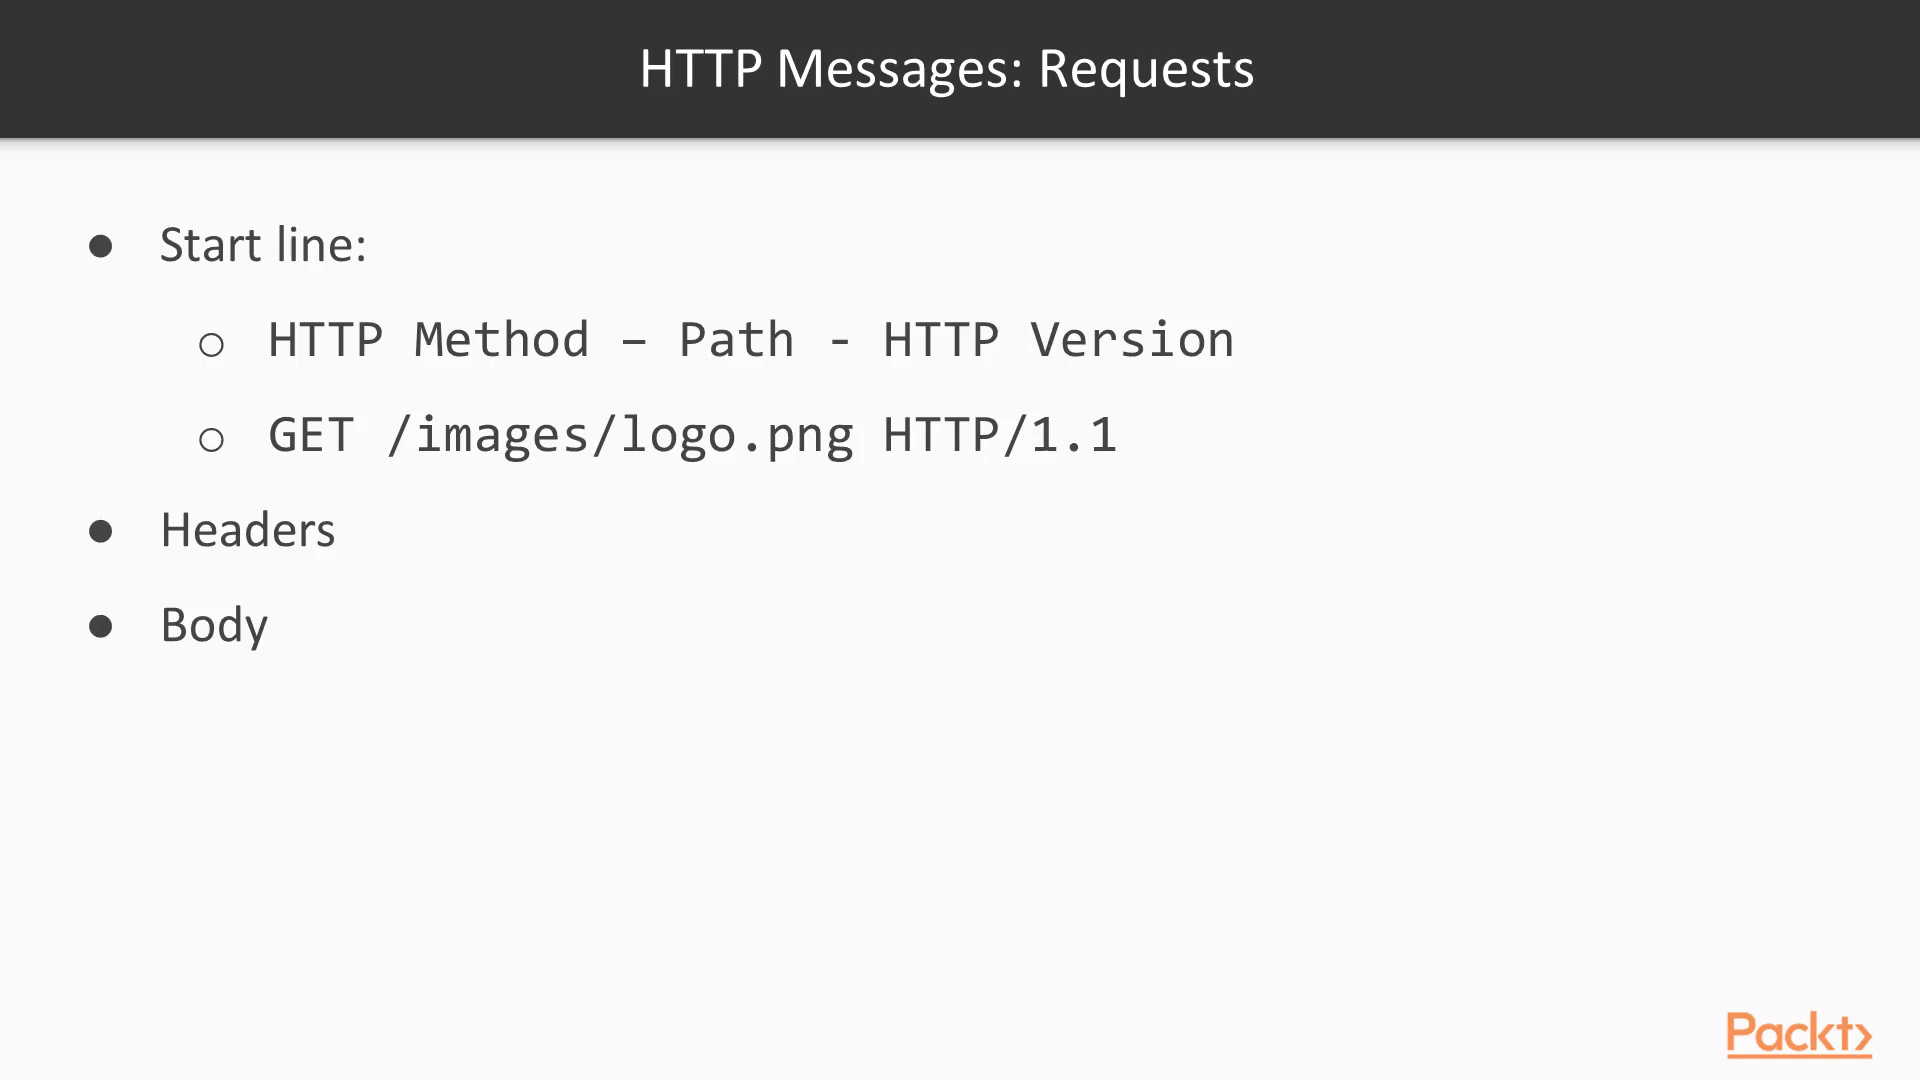 HTTP Messages: Requests
● Start line:
○ HTTP Method – Path - HTTP Version
○ GET /images/logo.png HTTP/1.1
● Headers
● Body
Packt>